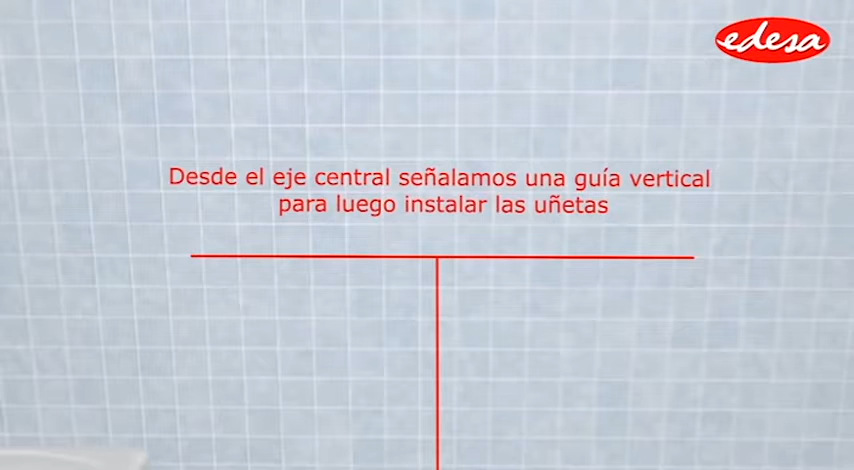 edesa
Desde el eje central señalamos una guía vertical
para luego instalar las uñetas